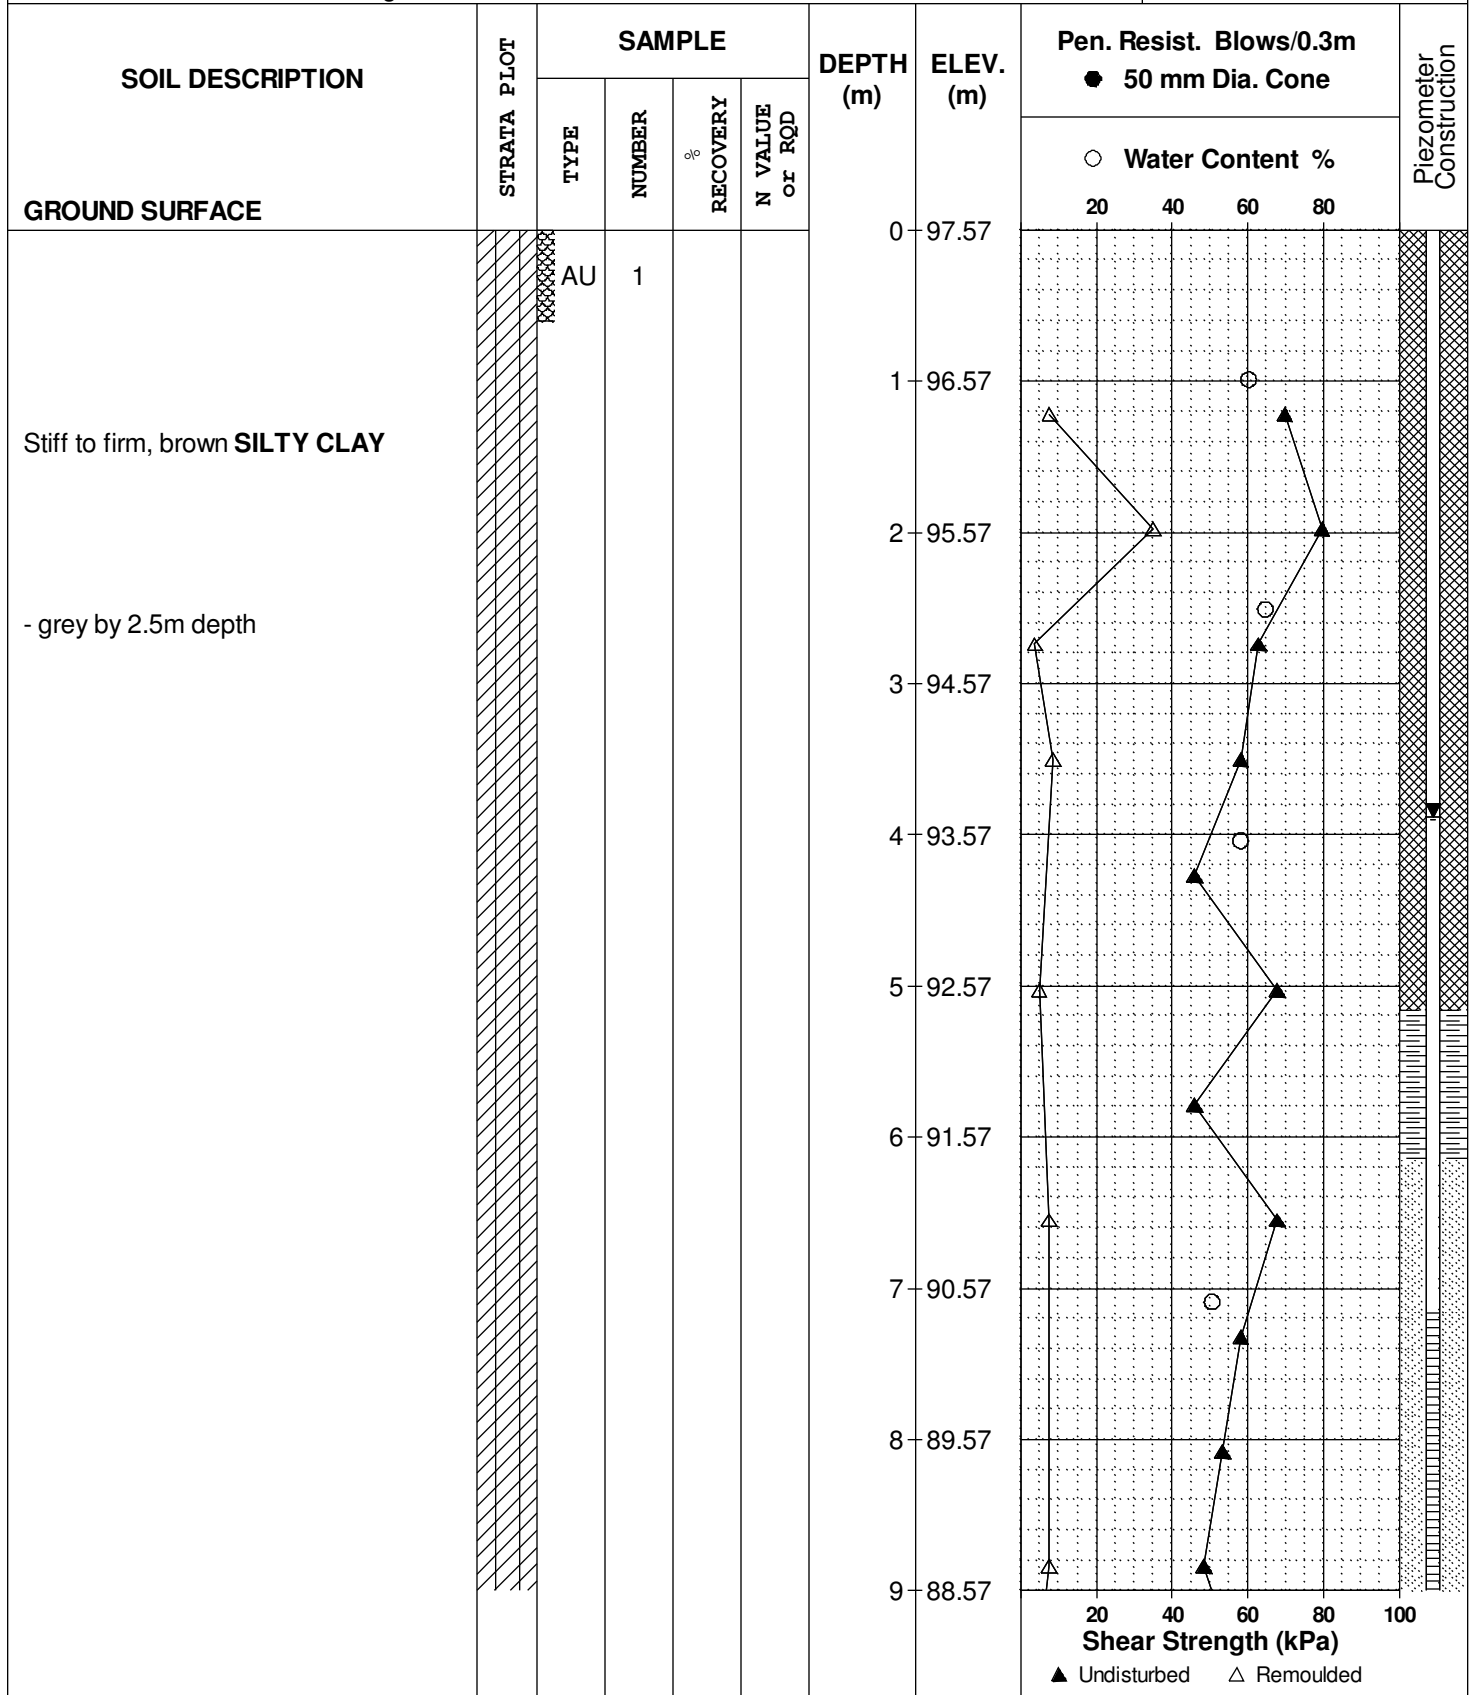 SOIL DESCRIPTION
GROUND SURFACE
STRATA PLOT
SAMPLE
TYPE
NUMBER
%
RECOVERY
N VALUE
or RQD
DEPTH
(m)
ELEV.
(m)
Pen. Resist. Blows/0.3m
● 50 mm Dia. Cone
○ Water Content %
20 40 60 80
Piezometer
Construction
0 97.57
AU 1
1 96.57
Stiff to firm, brown SILTY CLAY
2 95.57
- grey by 2.5m depth
3 94.57
4 93.57
5 92.57
6 91.57
7 90.57
8 89.57
9 88.57
20 40 60 80 100
Shear Strength (kPa)
▲ Undisturbed △ Remoulded